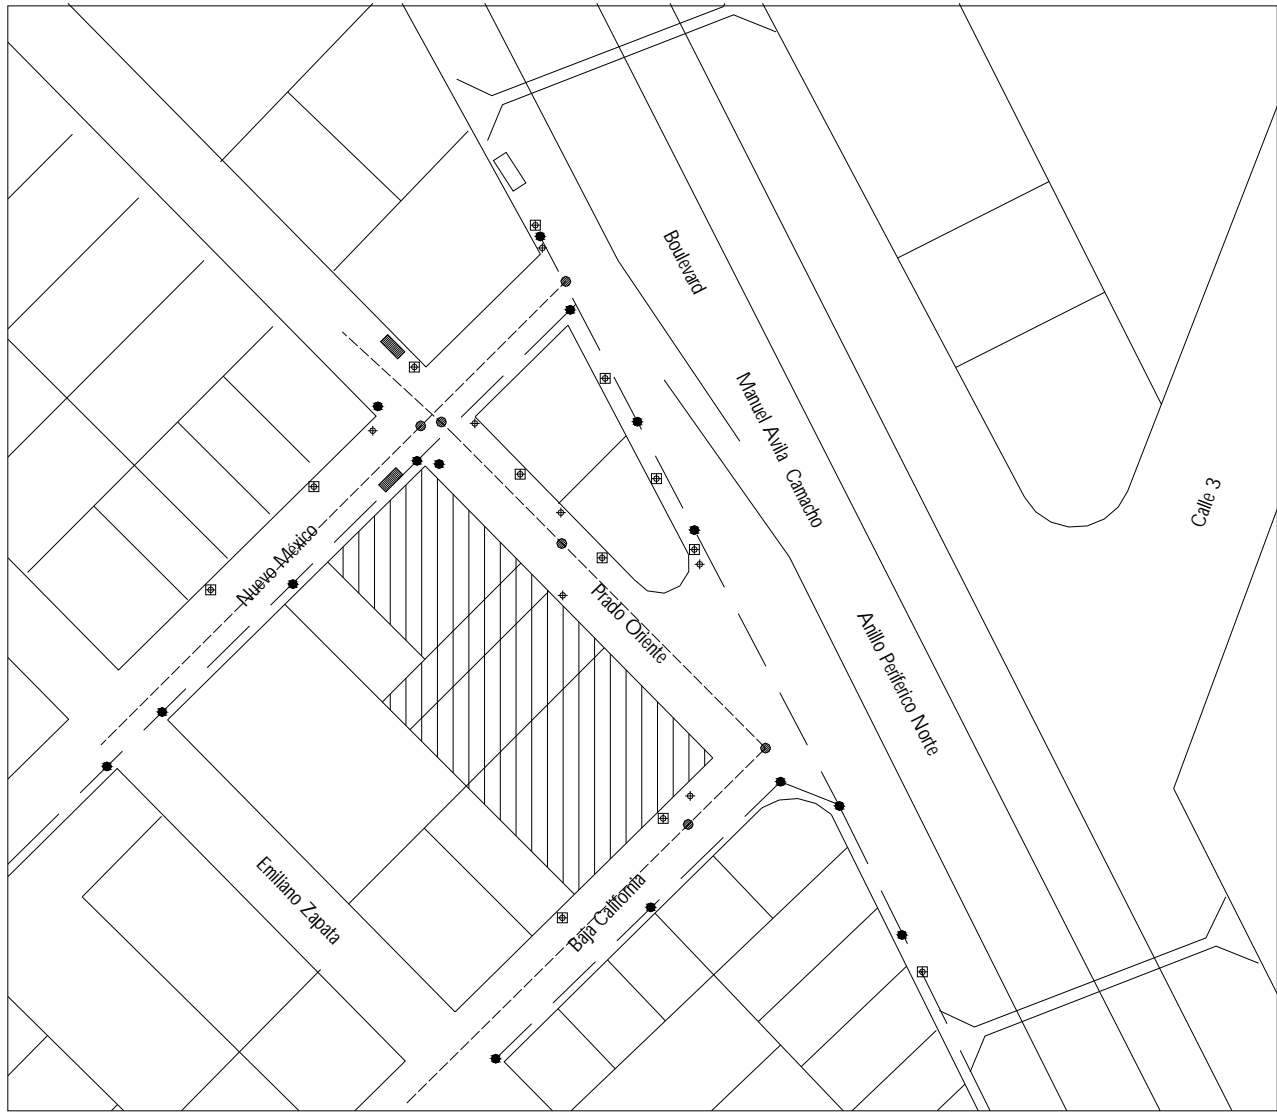 Boulevard
Manuel Avila Camacho
Calle 3
Nuevo México
Prado Oriente
Anillo Periferico Norte
Emiliano Zapata
Baja California